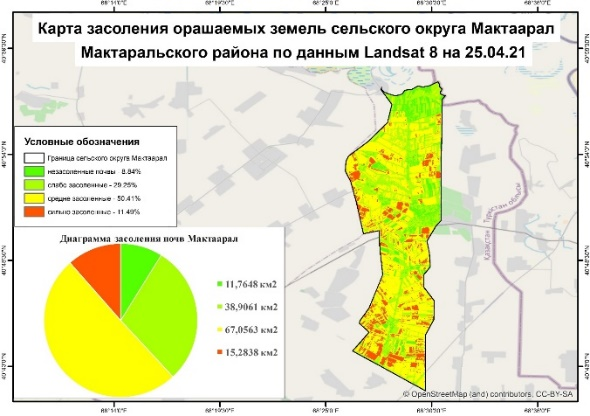 Карта засоления орашаемых земель сельского округа Мактаарал
Мактаральского района по данным Landsat 8 на 25.04.21
Условные обозначения
Граница сельского округа Мактаарал
незасоленные почвы - 8.84%
слабо засоленные - 29.25%
средне засоленные - 50.41%
сильно засоленные - 11.49%
Диаграмма засоления почв Мактаарал
11,7648 км2
38,9061 км2
67,0563 км2
15,2838 км2
Казахстан Туркестан облысы
© OpenStreetMap (and) contributors, CC-BY-SA